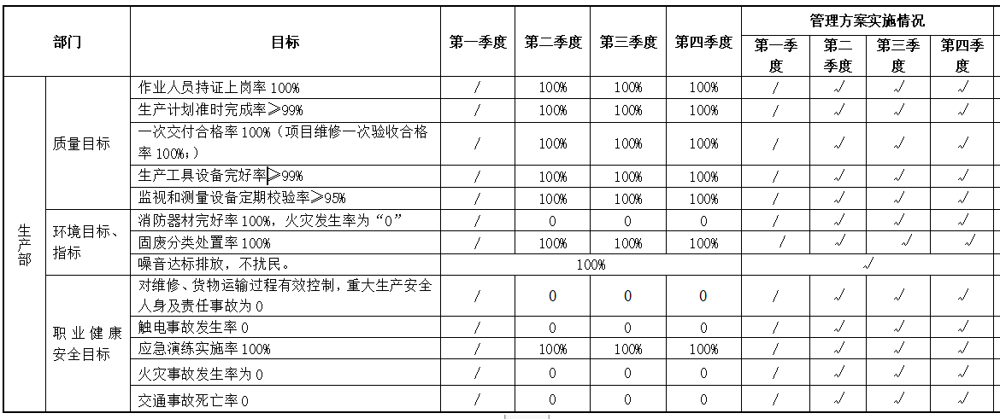 部门 目标 第一季度 第二季度 第三季度 第四季度 管理方案实施情况
第一季
度
第二
季度
第三季
度
第四季
度
生产部
质量目标
作业人员持证上岗率100% / 100% 100% 100% / √ √ √
生产计划准时完成率≥99% / 100% 100% 100% / √ √ √
一次交付合格率100%（项目维修一次验收合格
率100%;） / 100% 100% 100% / √ √ √
生产工具设备完好率≥99% / 100% 100% 100% / √ √ √
监视和测量设备定期校验率≥95% / 100% 100% 100% / √ √ √
环境目标、
指标
消防器材完好率100%，火灾发生率为“0” / 0 0 0 / √ √ √
固废分类处置率100% / 100% 100% 100% / √ √ √
噪音达标排放，不扰民。 100% √
职业健康
安全目标
对维修、货物运输过程有效控制，重大生产安全
人身及责任事故为0 / 0 0 0 / √ √ √
触电事故发生率0 / 0 0 0 / √ √ √
应急演练实施率100% / 100% 100% 100% / √ √ √
火灾事故发生率为0 / 0 0 0 / √ √ √
交通事故死亡率0 / 0 0 0 / √ √ √